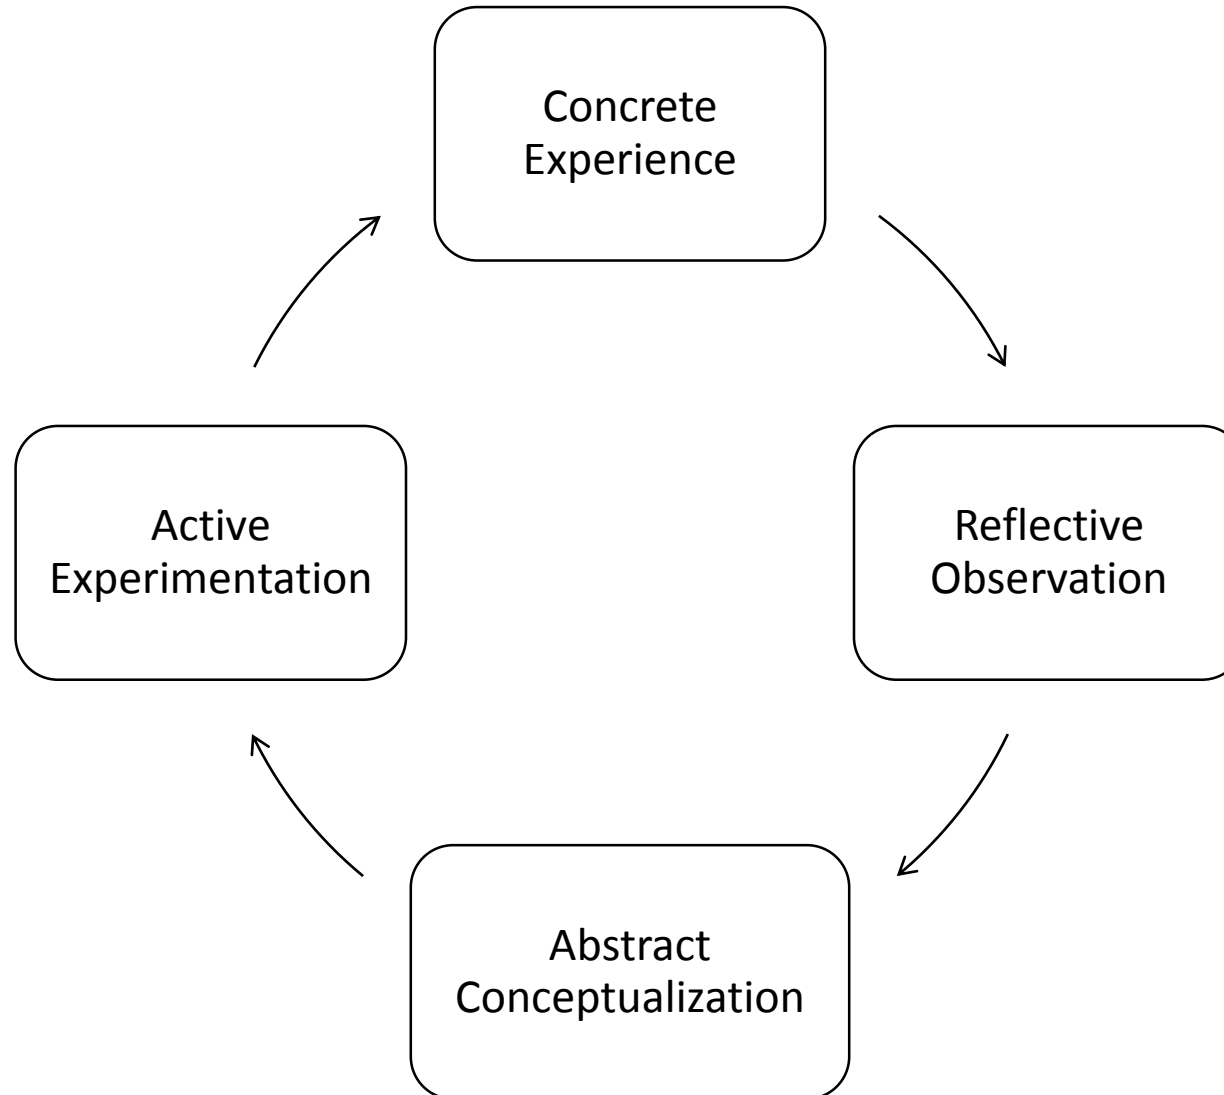 Concrete
Experience
Active
Experimentation
Reflective
Observation
Abstract
Conceptualization